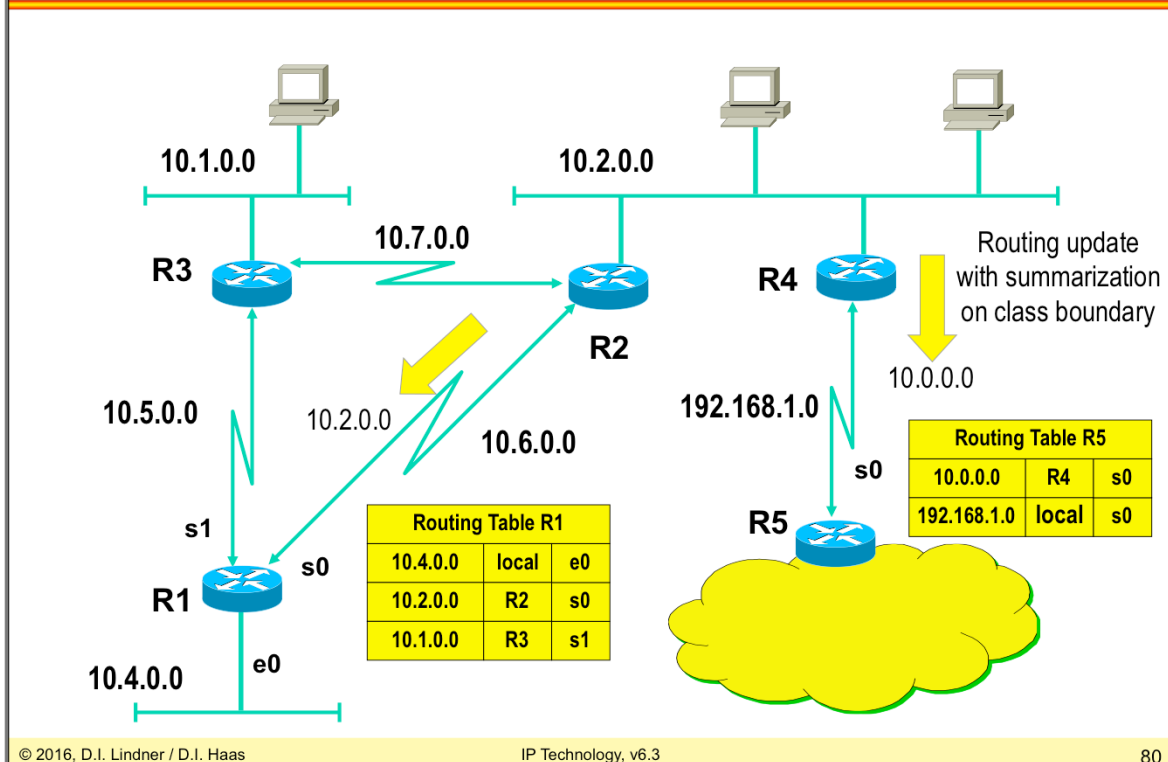 10.1.0.0
10.2.0.0
10.7.0.0
R3
R2
R4
Routing update
with summarization
on class boundary
10.0.0.0
10.5.0.0
10.2.0.0
10.6.0.0
192.168.1.0
s0
Routing Table R5
10.0.0.0 R4 s0
192.168.1.0 local s0
R5
s1
s0
R1
e0
10.4.0.0
Routing Table R1
10.4.0.0 local e0
10.2.0.0 R2 s0
10.1.0.0 R3 s1
© 2016, D.I. Lindner / D.I. Haas
IP Technology, v6.3
80